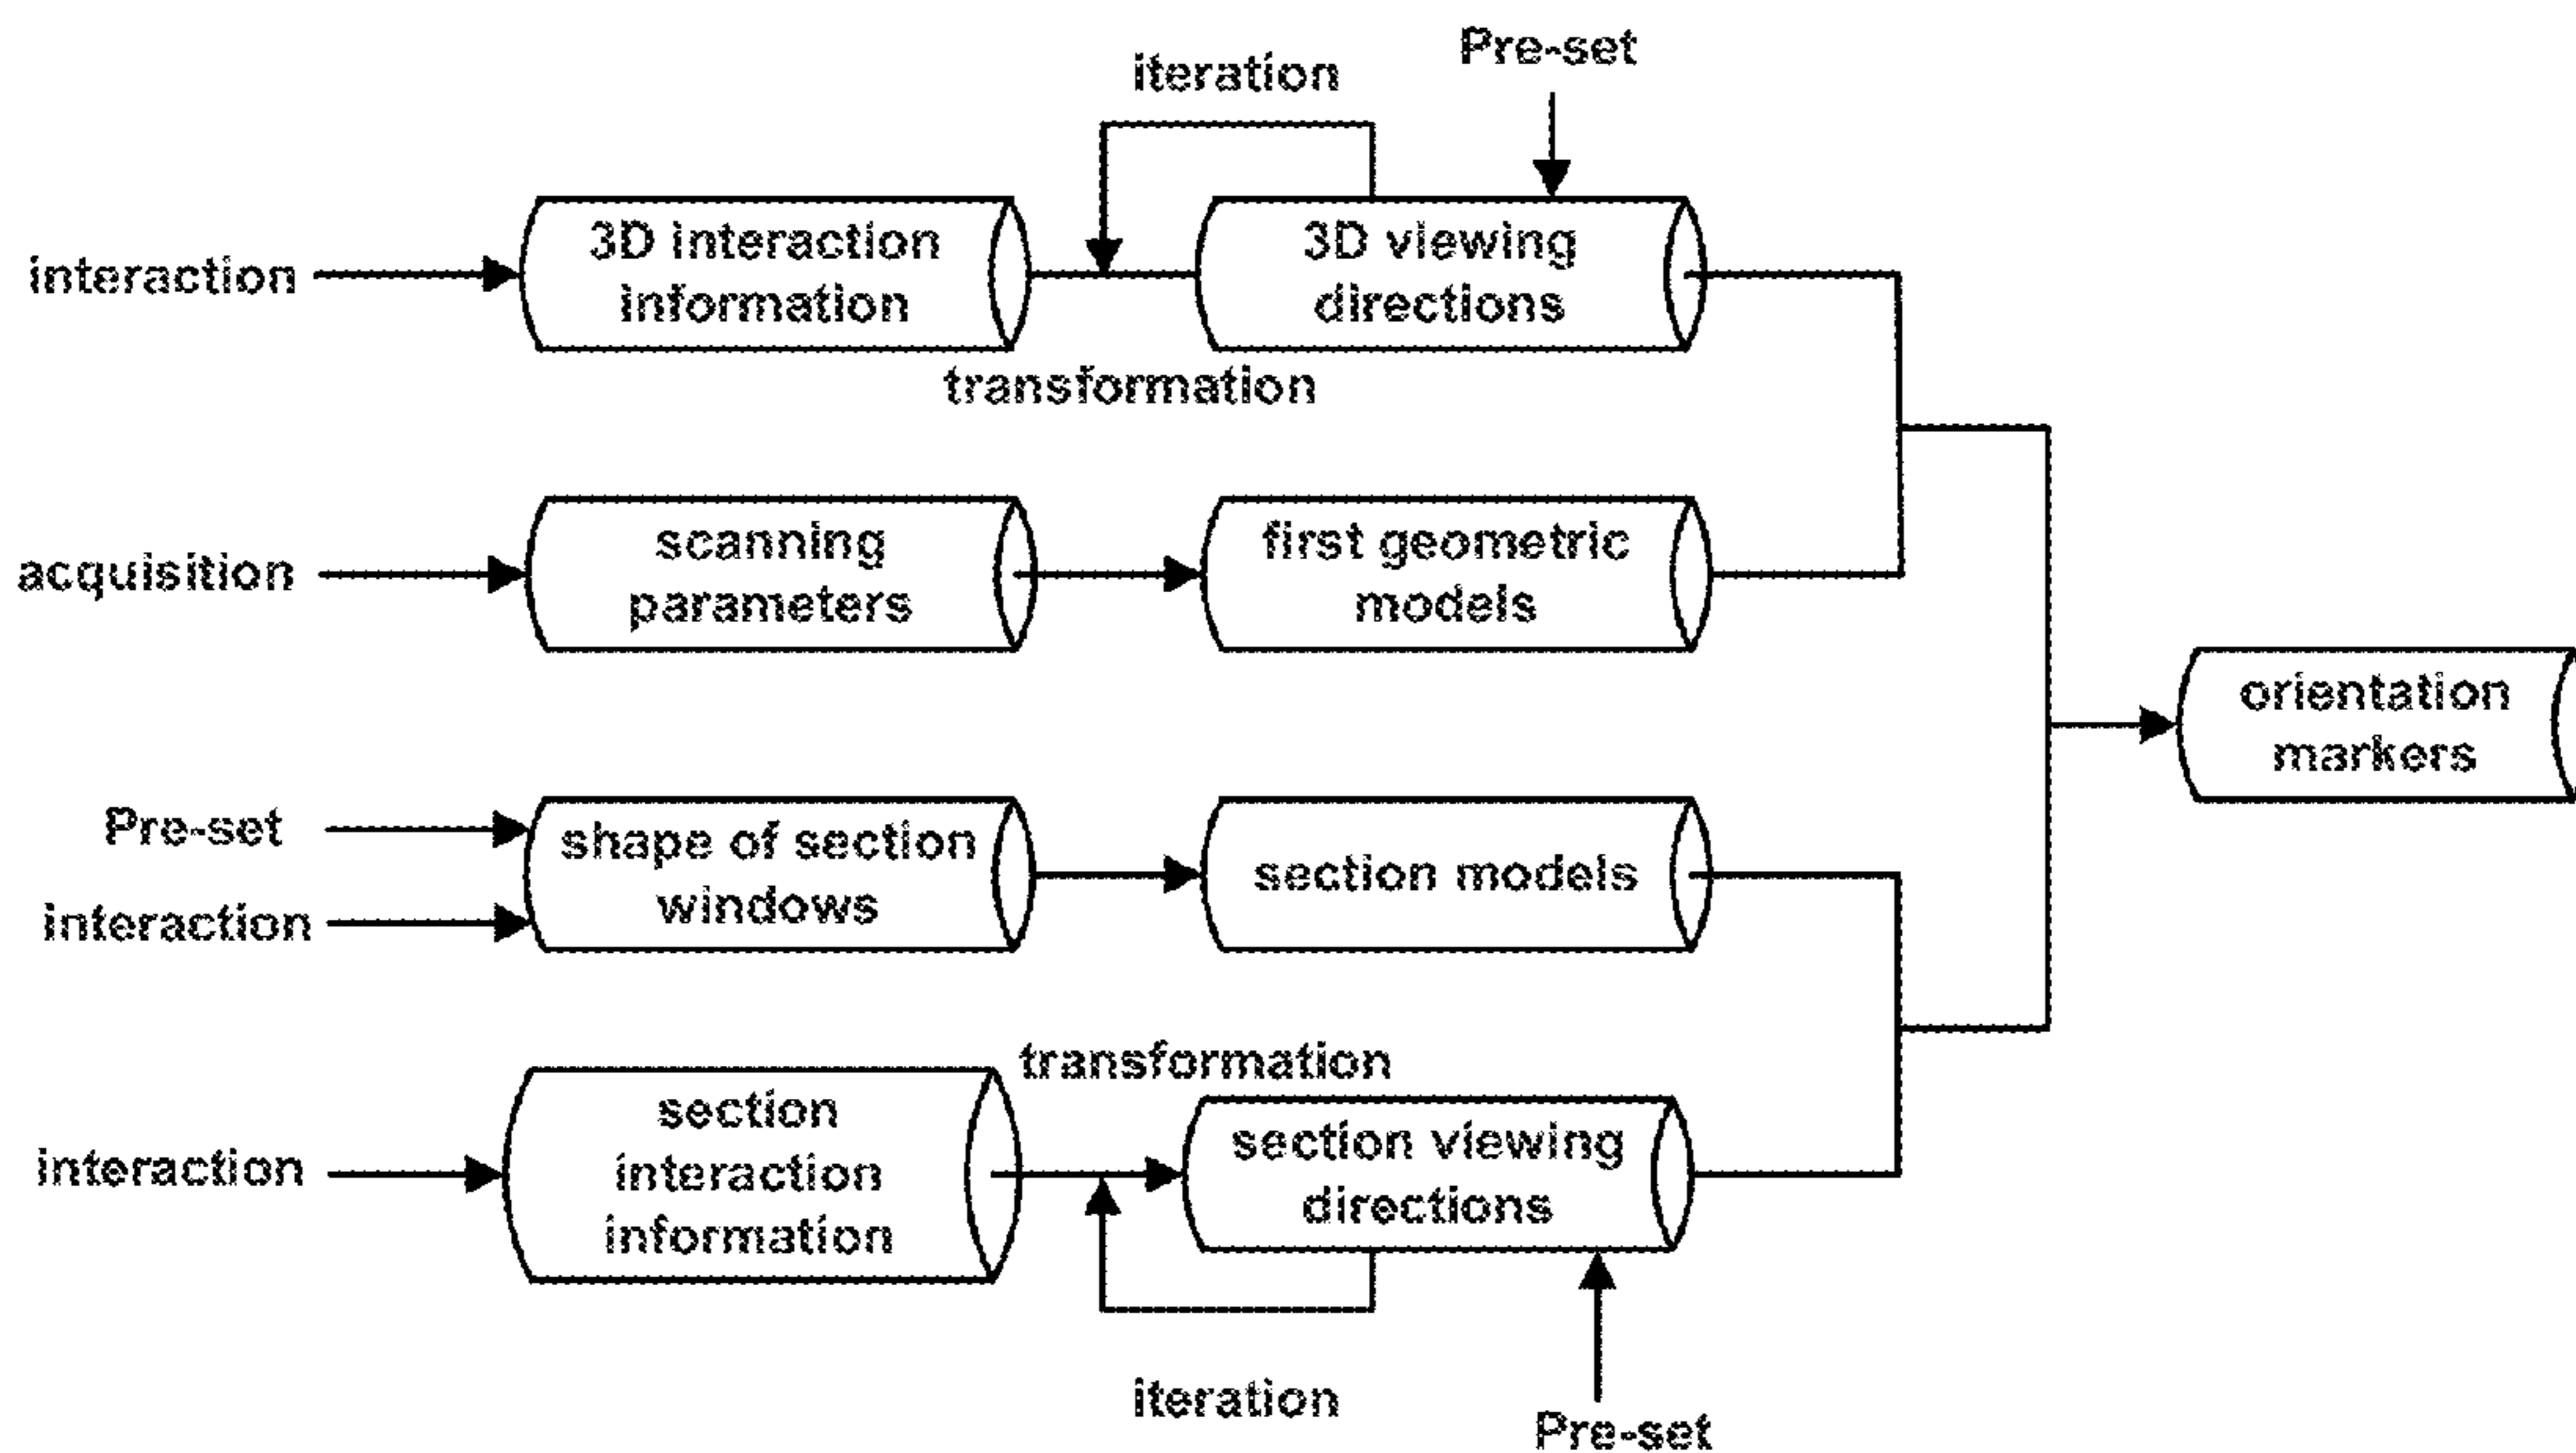 Pre-set
iteration
interaction
3D interaction
information
3D viewing
directions
transformation
acquisition
scanning
parameters
first geometric
models
orientation
markers
Pre-set
interaction
shape of section
windows
section models
transformation
interaction
section
interaction
information
section viewing
directions
iteration
Pre-set